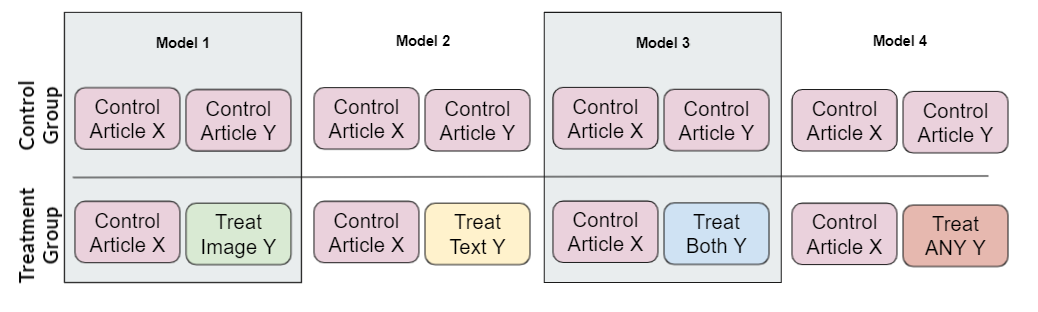 Model 1
Model 2
Model 3
Model 4
Control
Group
Control
Article X
Control
Article Y
Control
Article X
Control
Article Y
Control
Article X
Control
Article Y
Control
Article X
Control
Article Y
Treatment
Group
Control
Article X
Treat
Image Y
Control
Article X
Treat
Text Y
Control
Article X
Treat
Both Y
Control
Article X
Treat
ANY Y